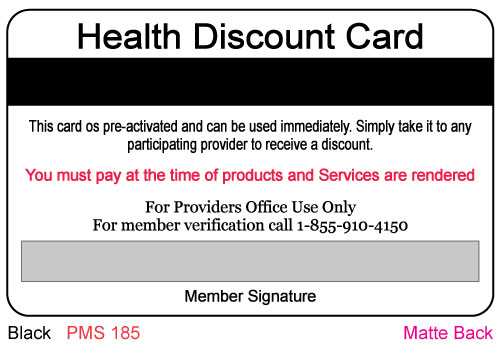 Health Discount Card
This card os pre-activated and can be used immediately. Simply take it to any
participating provider to receive a discount.
You must pay at the time of products and Services are rendered
For Providers Office Use Only
For member verification call 1-855-910-4150
Member Signature
Black PMS 185 Matte Back